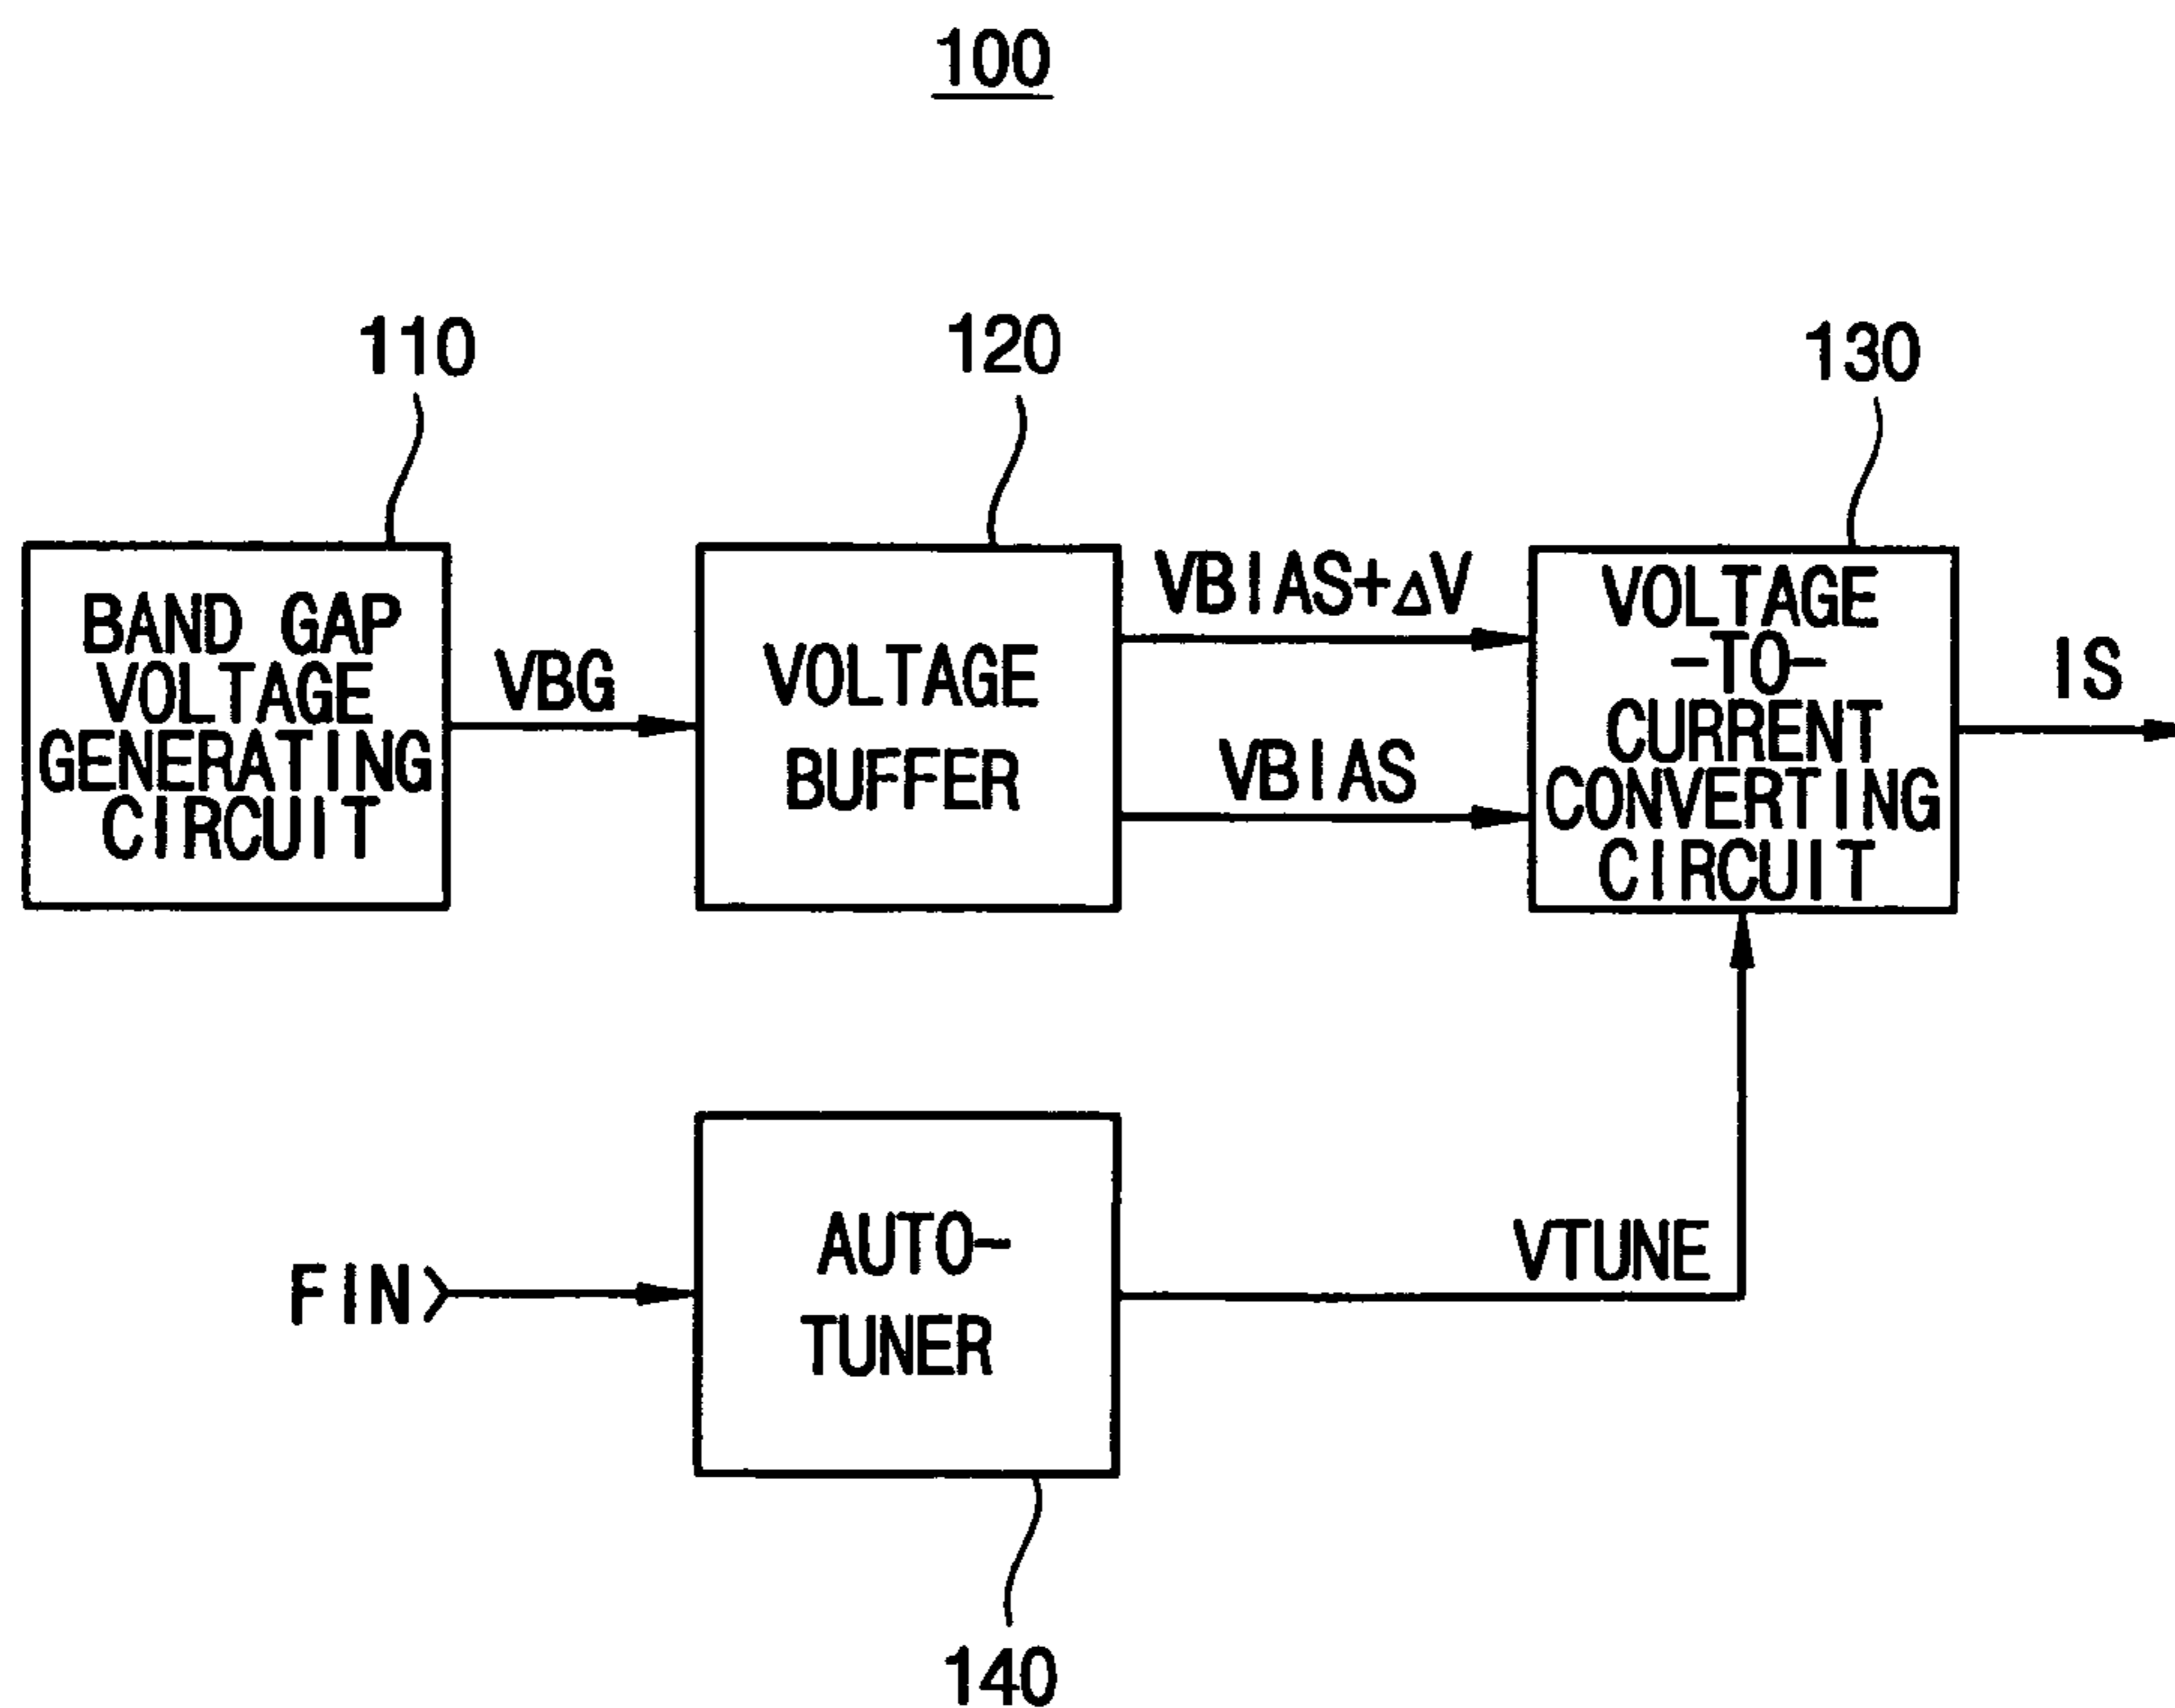 100
110
120
130
BAND GAP
VOLTAGE
GENERATING
CIRCUIT
VBG
VOLTAGE
BUFFER
VBIAS+ΔV
VBIAS
VOLTAGE
-TO-
CURRENT
CONVERTING
CIRCUIT
IS
FIN
AUTO-
TUNER
VTUNE
140